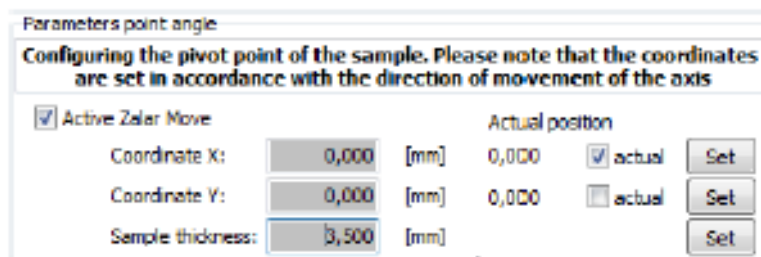 Parameters point angle
Configuring the pivot point of the sample. Please note that the coordinates
are set in accordance with the direction of movement of the axis
Active Zalar Move Actual position
Coordinate X: 0,000 [mm] 0,000 actual Set
Coordinate Y: 0,000 [mm] 0,000 actual Set
Sample thickness: 3,500 [mm] Set